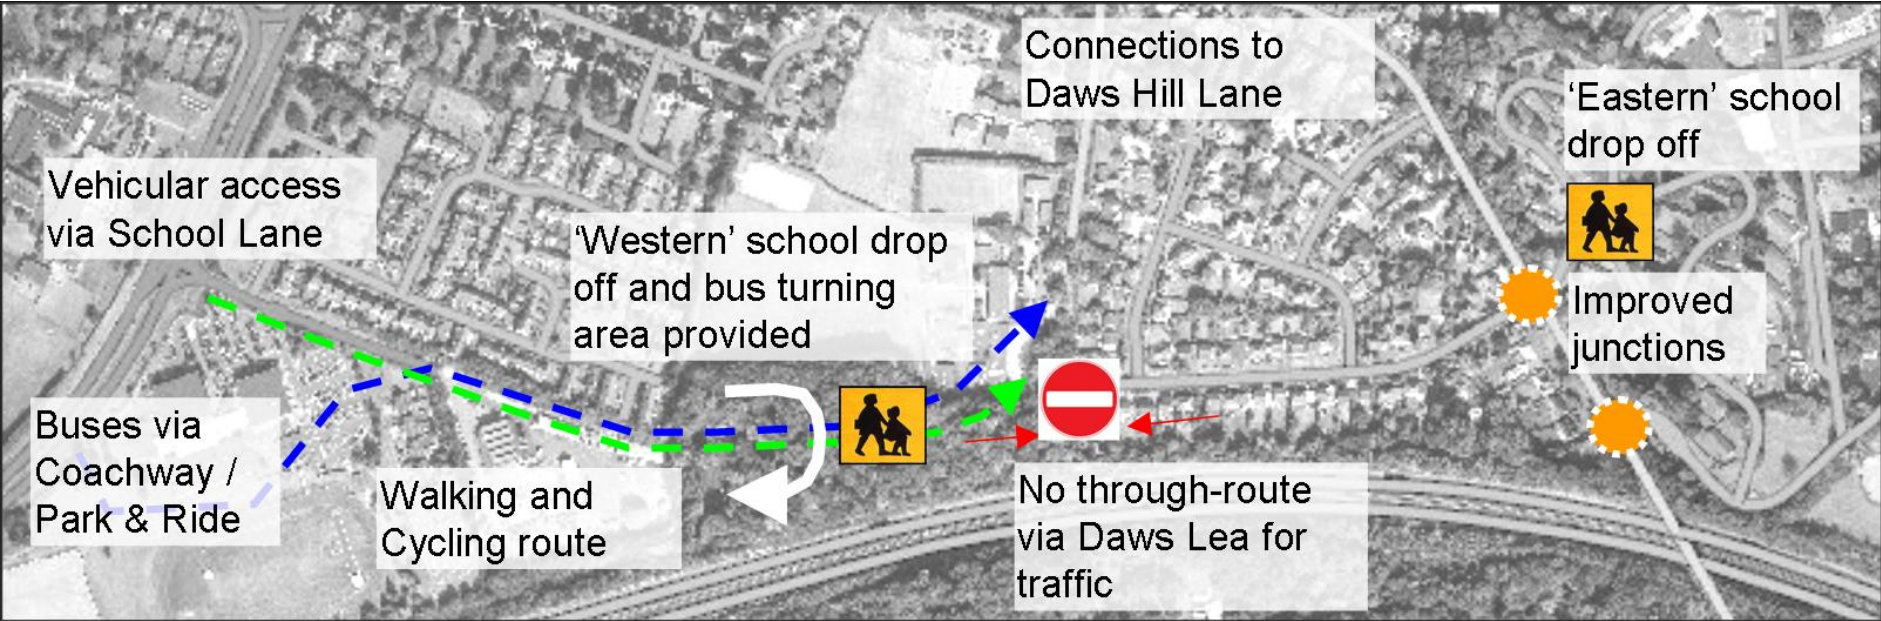 Connections to
Daws Hill Lane
‘Eastern’ school
drop off
Vehicular access
via School Lane
‘Western’ school drop
off and bus turning
area provided
Improved
junctions
Buses via
Coachway /
Park & Ride
Walking and
Cycling route
No through-route
via Daws Lea for
traffic